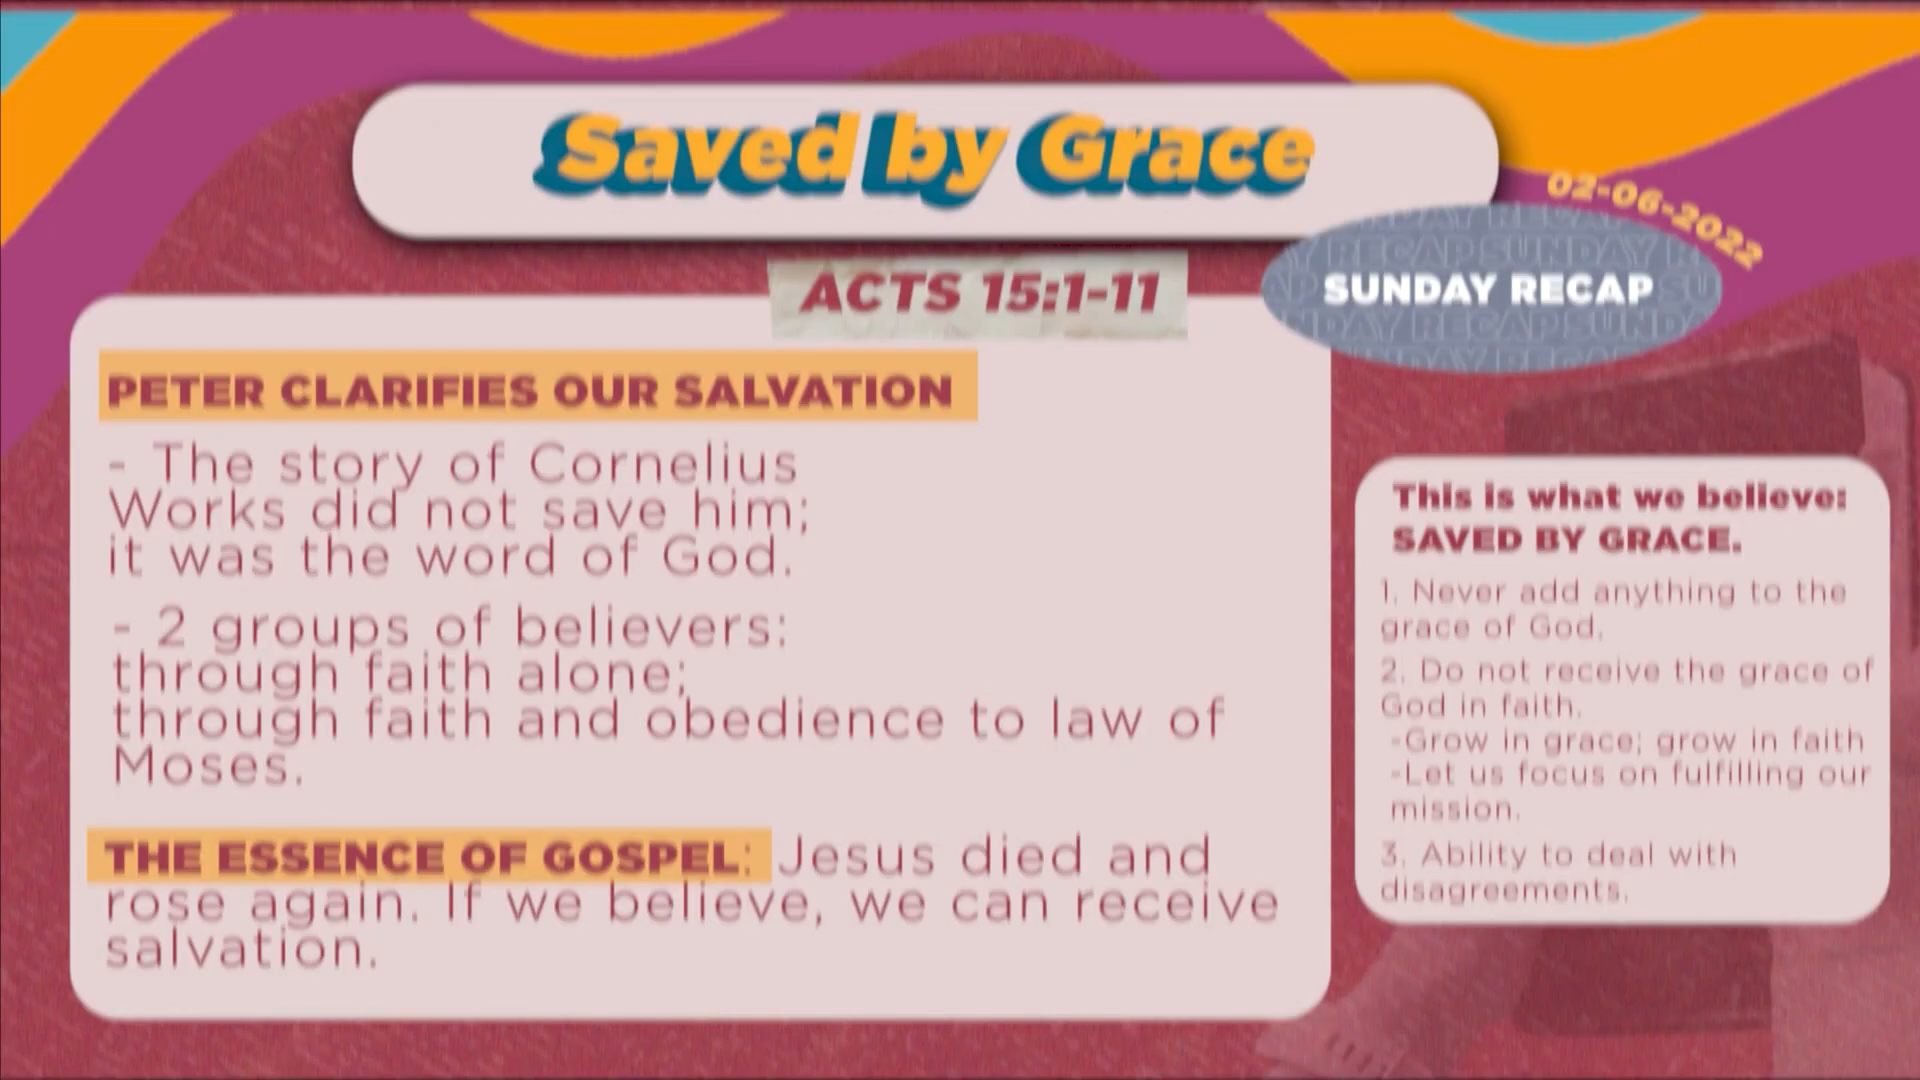 Saved by Grace
02-06-2022
SUNDAY RECAP
ACTS 15:1-11
PETER CLARIFIES OUR SALVATION
- The story of Cornelius
Works did not save him;
it was the word of God.
- 2 groups of believers:
through faith alone;
through faith and obedience to law of
Moses.
THE ESSENCE OF GOSPEL: Jesus died and
rose again. If we believe, we can receive
salvation.
This is what we believe:
SAVED BY GRACE.
1. Never add anything to the
grace of God.
2. Do not receive the grace of
God in faith.
-Grow in grace; grow in faith
-Let us focus on fulfilling our
mission.
3. Ability to deal with
disagreements.